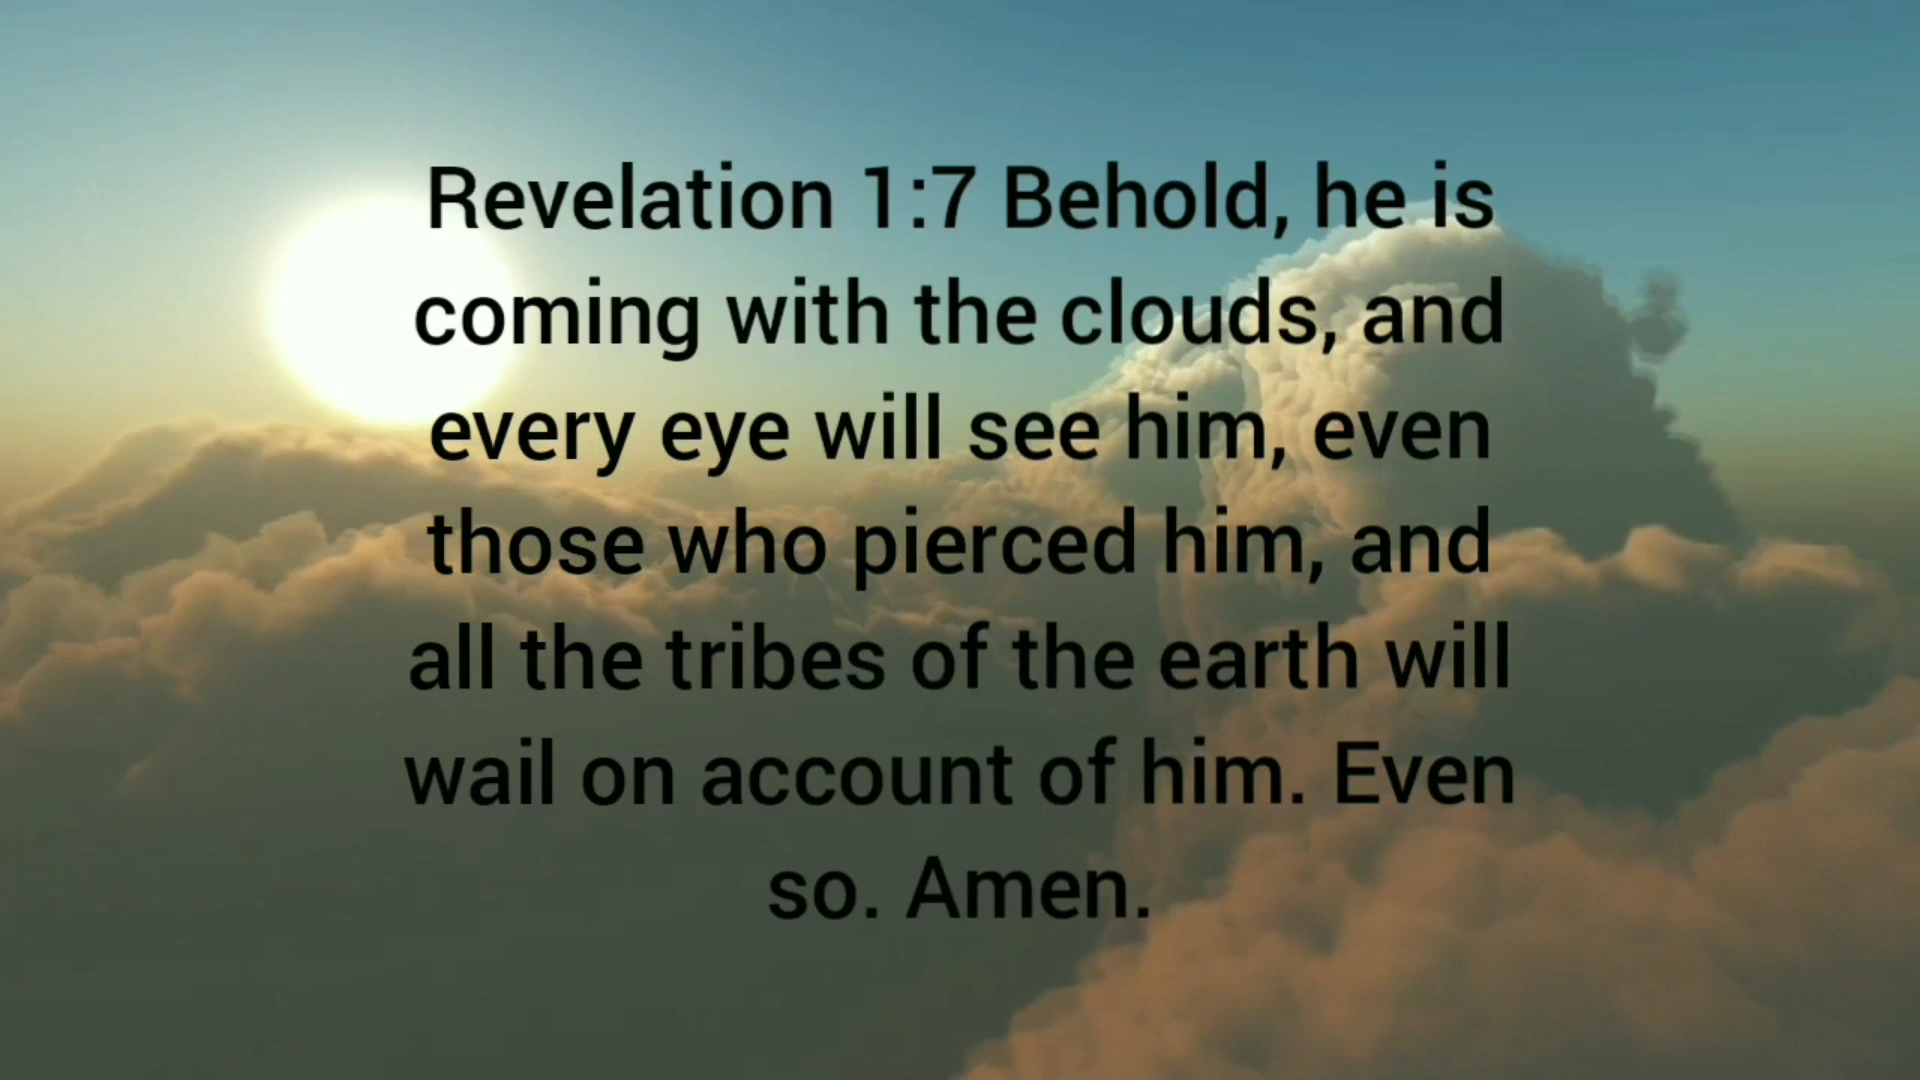 Revelation 1:7 Behold, he is
coming with the clouds, and
every eye will see him, even
those who pierced him, and
all the tribes of the earth will
wail on account of him. Even
so. Amen.